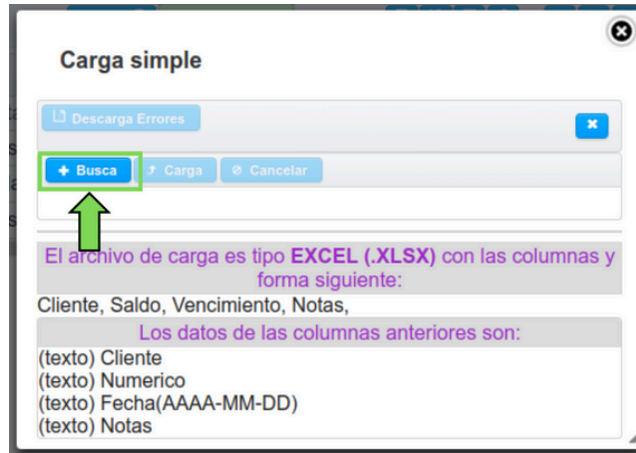 Carga simple
Descarga Errores
Busca
Carga
Cancelar
El archivo de carga es tipo EXCEL (.XLSX) con las columnas y
forma siguiente:
Cliente, Saldo, Vencimiento, Notas,
Los datos de las columnas anteriores son:
(texto) Cliente
(texto) Numerico
(texto) Fecha(AAAA-MM-DD)
(texto) Notas